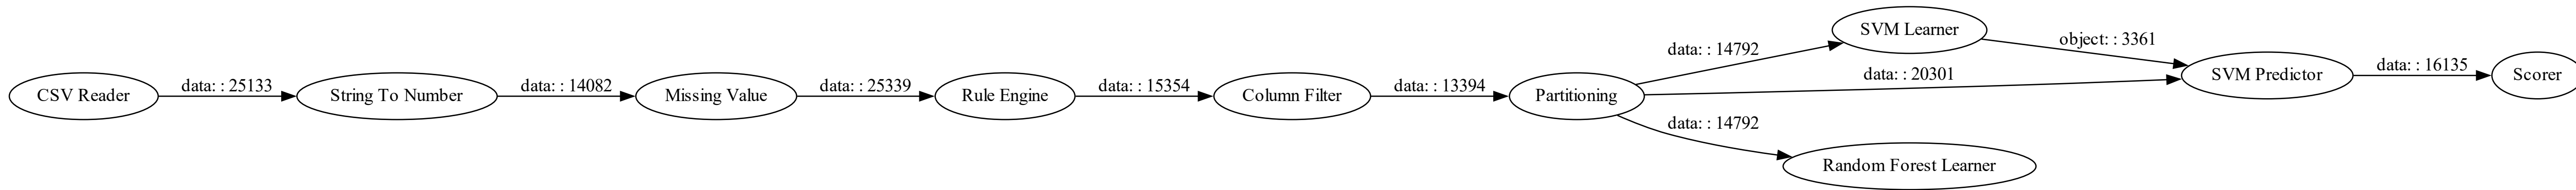 SVM Learner
data: : 14792
object: : 3361
CSV Reader
data: : 25133
String To Number
data: : 14082
Missing Value
data: : 25339
Rule Engine
data: : 15354
Column Filter
data: : 13394
Partitioning
data: : 20301
SVM Predictor
data: : 16135
Scorer
data: : 14792
Random Forest Learner